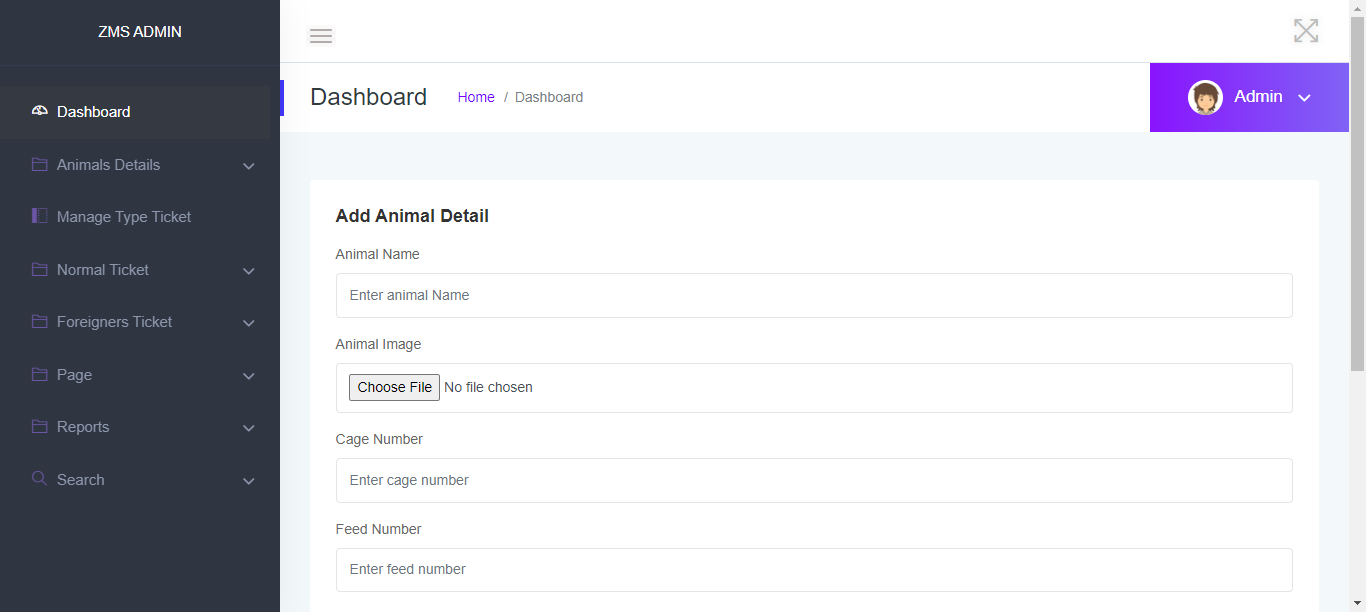 ZMS ADMIN
Dashboard
Animals Details
Manage Type Ticket
Normal Ticket
Foreigners Ticket
Page
Reports
Search
Dashboard
Home / Dashboard
Admin
Add Animal Detail
Animal Name
Enter animal Name
Animal Image
Choose File No file chosen
Cage Number
Enter cage number
Feed Number
Enter feed number